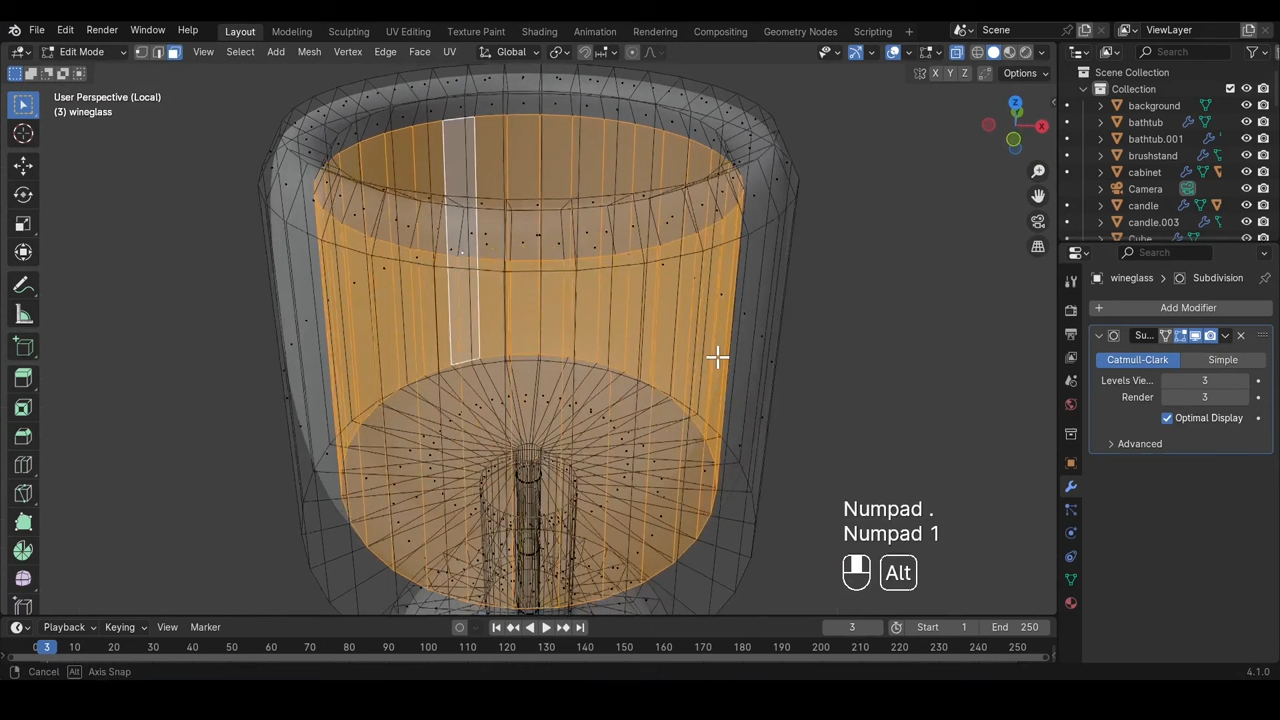 File Edit Render Window Help Layout Modeling Sculpting UV Editing Texture Paint Shading Animation Rendering Compositing Geometry Nodes Scripting + Scene ViewLayer
Edit Mode View Select Add Mesh Vertex Edge Face UV Global Search
X Y Z Options Scene Collection
User Perspective (Local) Collection
(3) wineglass background
Z bathtub
X bathtub.001
brushstand
cabinet
Camera
candle
candle.003
Cube
Search
wineglass Subdivision
+ Add Modifier
Su...
Catmull-Clark Simple
Levels Vie... 3
Render 3
Optimal Display
Advanced
Numpad .
Numpad 1
Alt
Playback Keying View Marker 3 Start 1 End 250
3 10 20 30 40 50 60 70 80 90 100 110 120 130 140 150 160 170 180 190 200 210 220 230 240 250
Cancel Alt Axis Snap 4.1.0